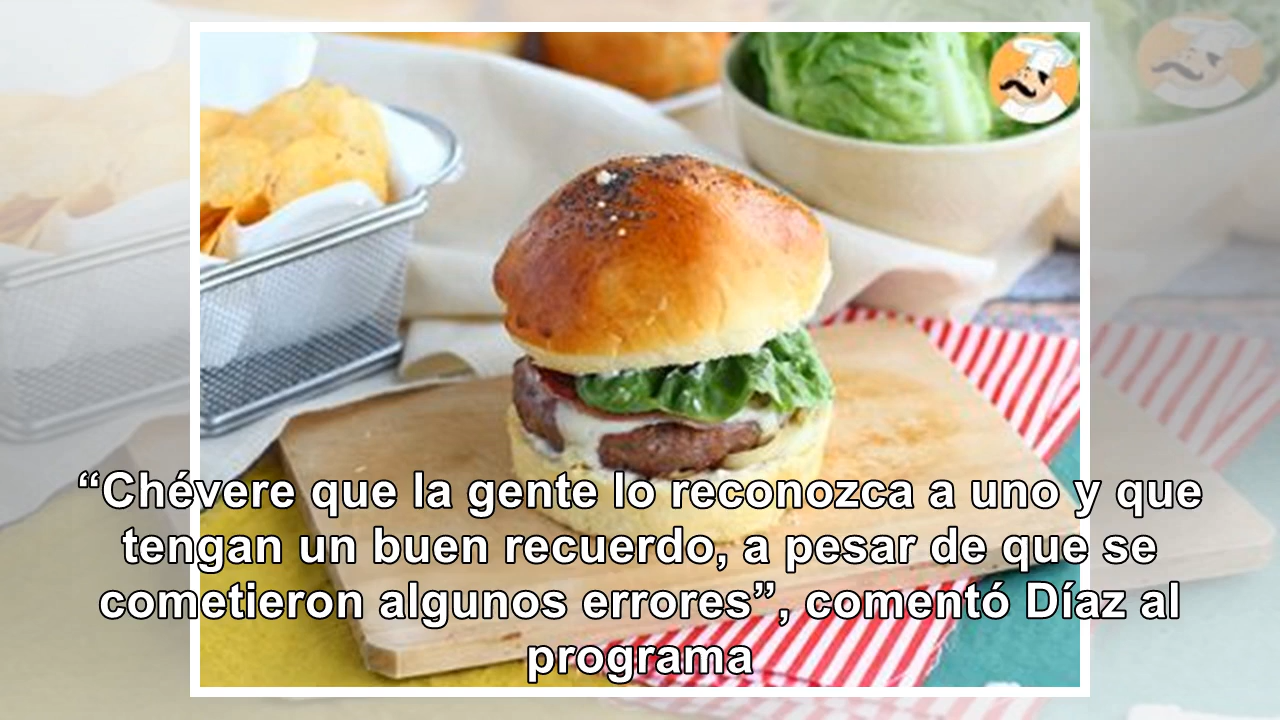 “Chévere que la gente lo reconozca a uno y que
tengan un buen recuerdo, a pesar de que se
cometieron algunos errores”, comentó Díaz al
programa